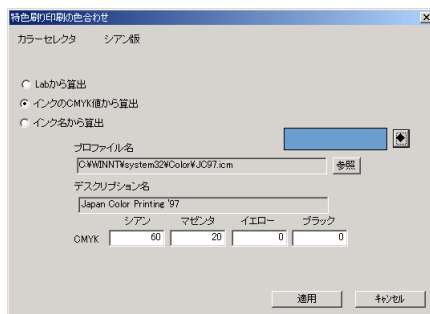 特色刷り印刷の色合わせ
カラーセレクタ シアン版
Labから算出
インクのCMYK値から算出
インク名から算出
プロファイル名
C:¥WINNT¥system32¥Color¥JC97.icm 参照
デスクリプション名
Japan Color Printing '97
シアン マゼンタ イエロー ブラック
CMYK 60 20 0 0
適用 キャンセル